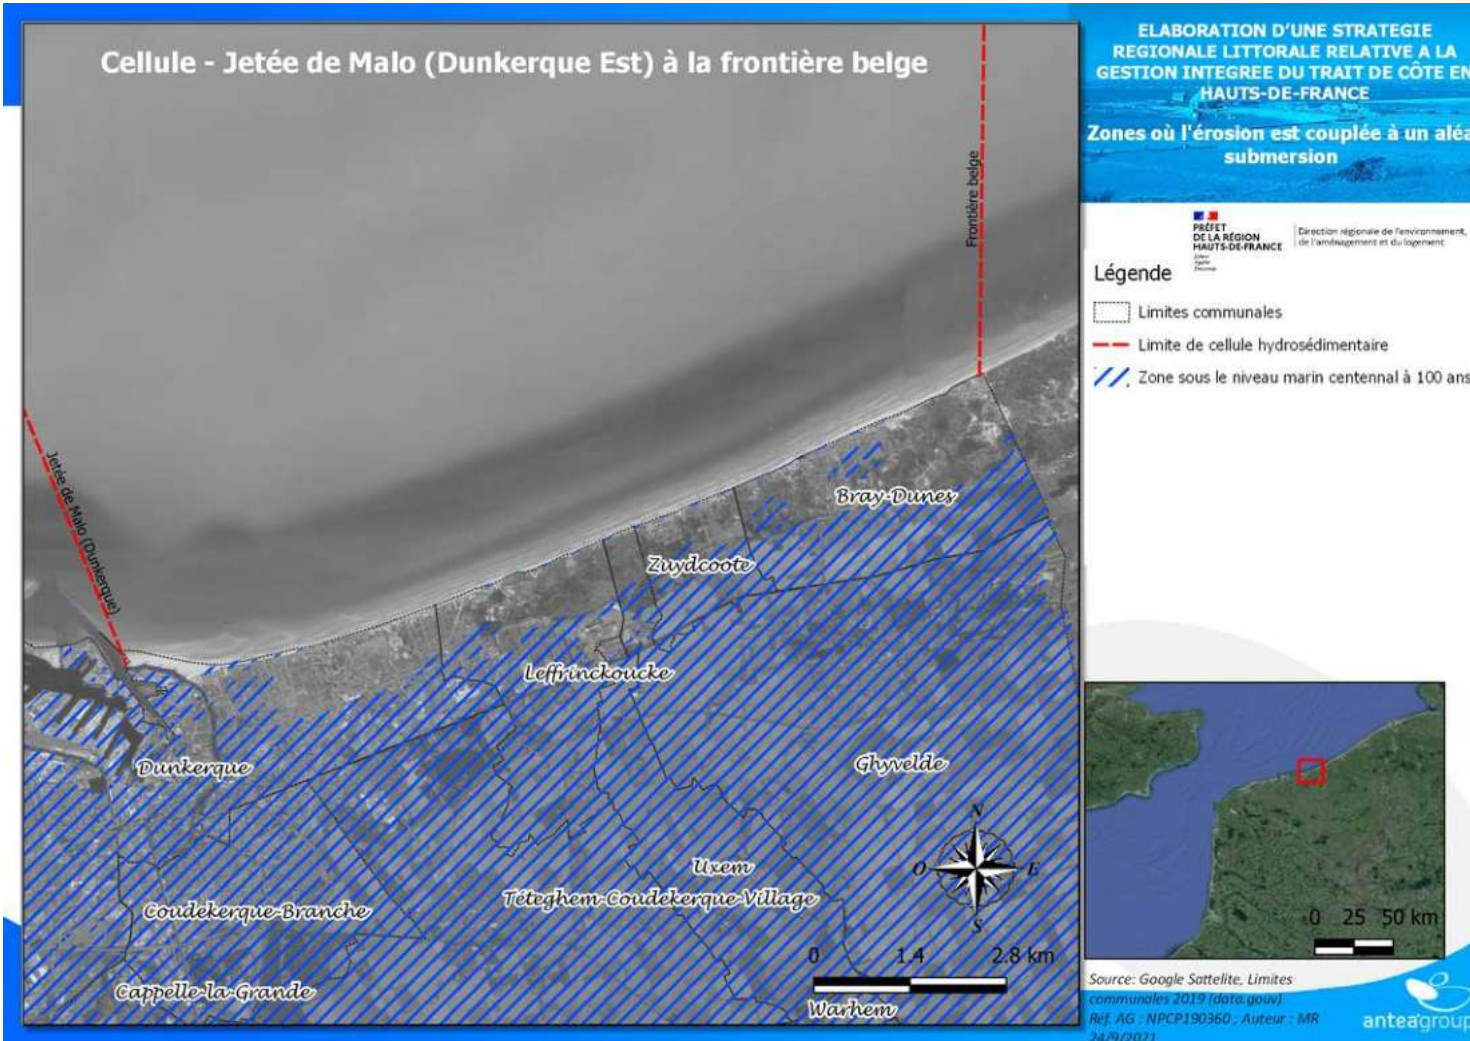 Cellule - Jetée de Malo (Dunkerque Est) à la frontière belge
Frontière belge
Jetée de Malo (Dunkerque)
Bray-Dunes
Zuydcoote
Leffrinckoucke
Dunkerque
Ghyvelde
Uxem
Téteghem-Coudekerque-Village
Coudekerque-Branche
Cappelle-la-Grande
Warhem
N
O
E
S
0 1.4 2.8 km
ELABORATION D'UNE STRATEGIE
REGIONALE LITTORALE RELATIVE A LA
GESTION INTEGREE DU TRAIT DE CÔTE EN
HAUTS-DE-FRANCE
Zones où l'érosion est couplée à un aléa
submersion
PRÉFET
DE LA RÉGION
HAUTS-DE-FRANCE
Direction régionale de l'environnement,
de l'aménagement et du logement
Légende
Limites communales
Limite de cellule hydrosédimentaire
Zone sous le niveau marin centennal à 100 ans
0 25 50 km
Source: Google Sattelite, Limites
communales 2019 (data.gouv)
Réf. AG : NPCP190360 ; Auteur : MR
24/9/2021
anteagroup